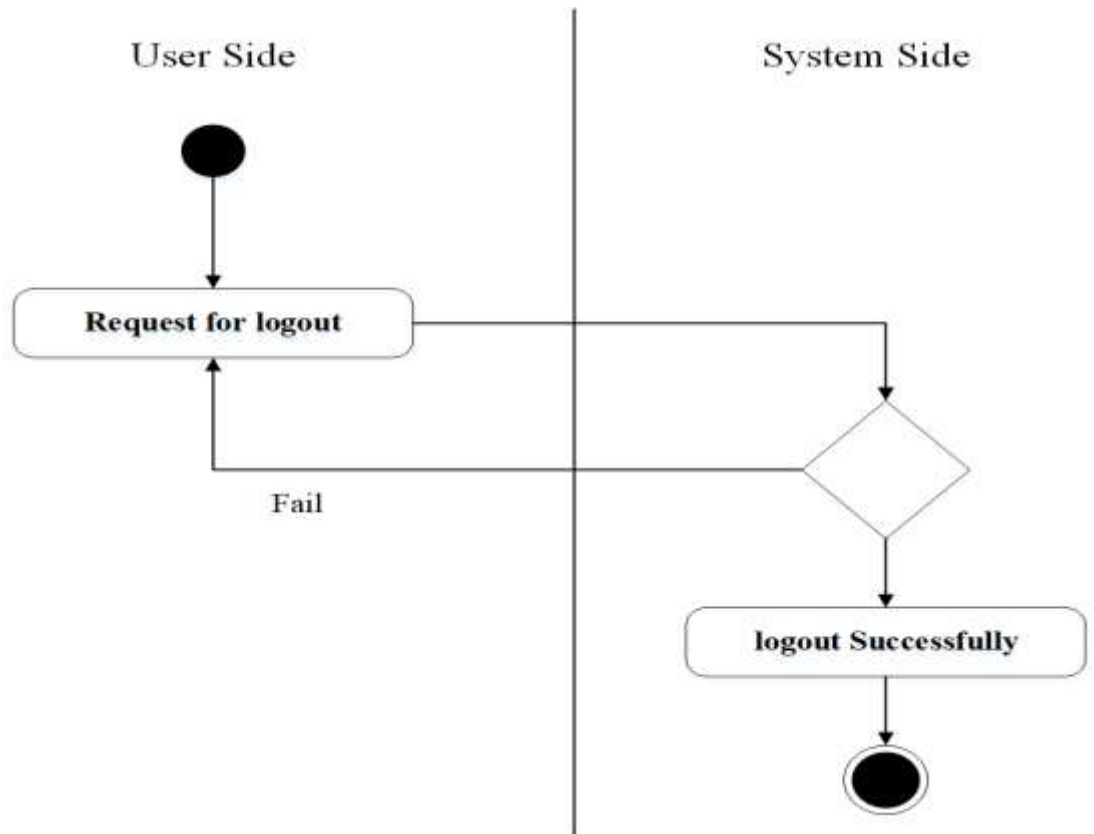 User Side
System Side
Request for logout
Fail
logout Successfully